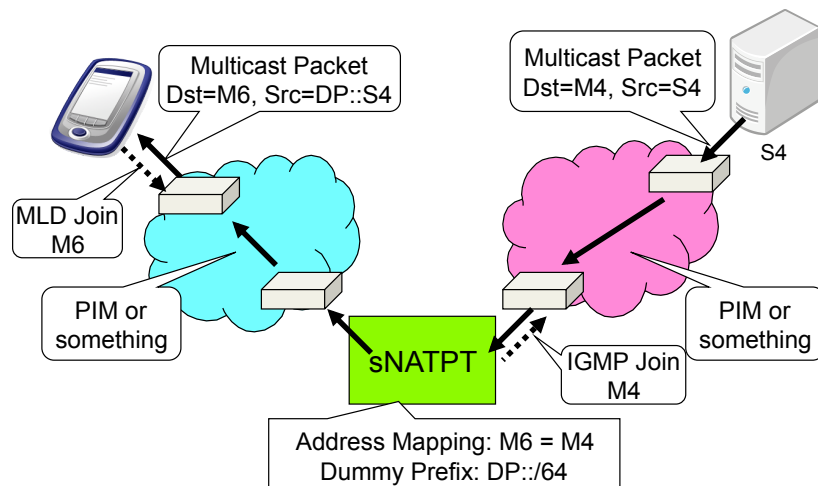 Multicast Packet
Dst=M6, Src=DP::S4
Multicast Packet
Dst=M4, Src=S4
S4
MLD Join
M6
PIM or
something
sNATPT
IGMP Join
M4
PIM or
something
Address Mapping: M6 = M4
Dummy Prefix: DP::/64